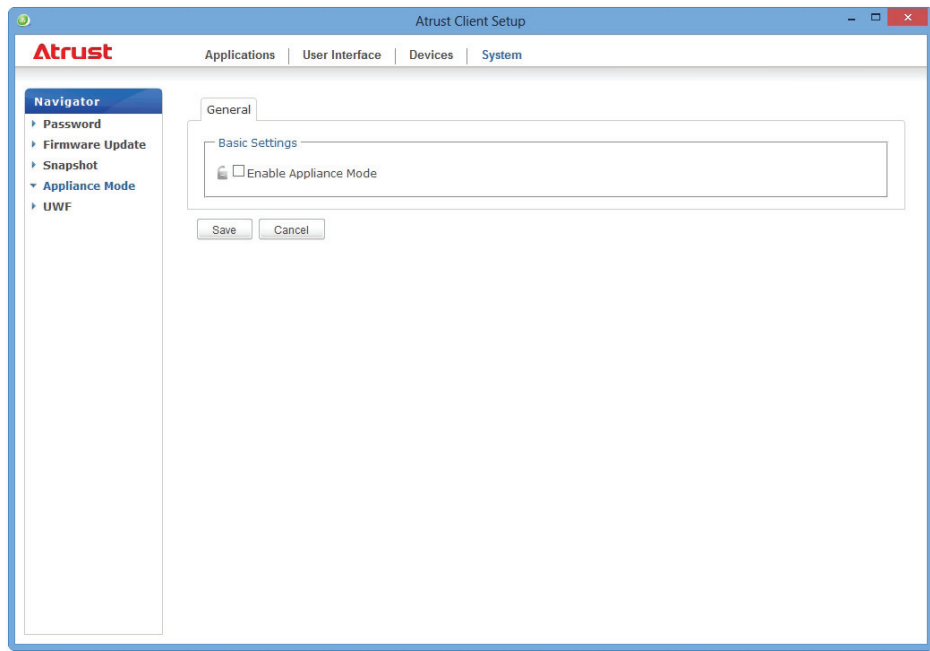 Atrust Client Setup
Atrust
Applications
User Interface
Devices
System
Navigator
Password
Firmware Update
Snapshot
Appliance Mode
UWF
General
Basic Settings
Enable Appliance Mode
Save
Cancel